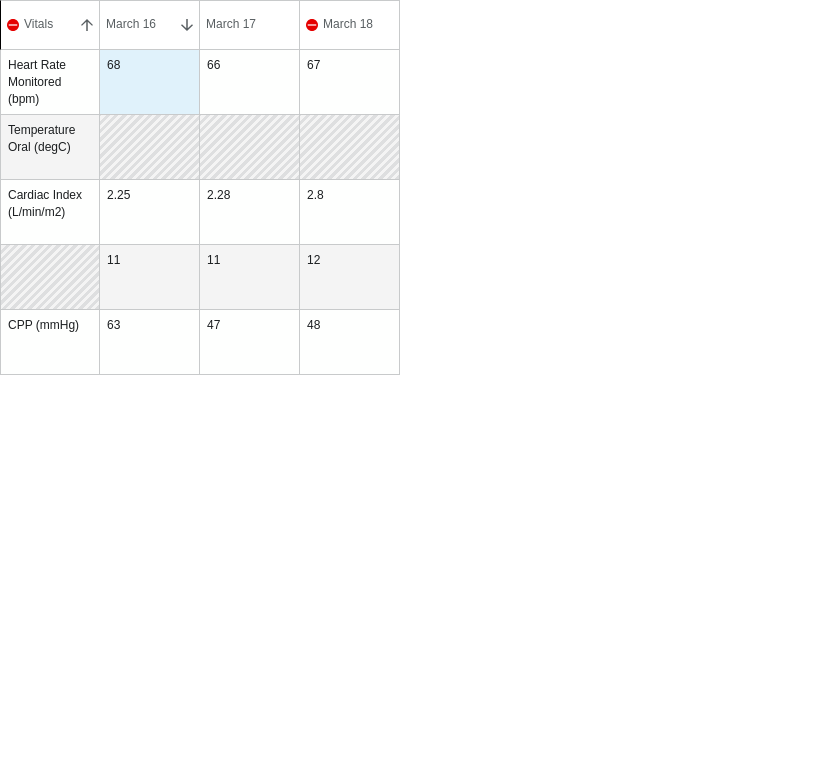 Vitals March 16 March 17 March 18
Heart Rate 68 66 67
Monitored
(bpm)
Temperature
Oral (degC)
Cardiac Index 2.25 2.28 2.8
(L/min/m2)
11 11 12
CPP (mmHg) 63 47 48